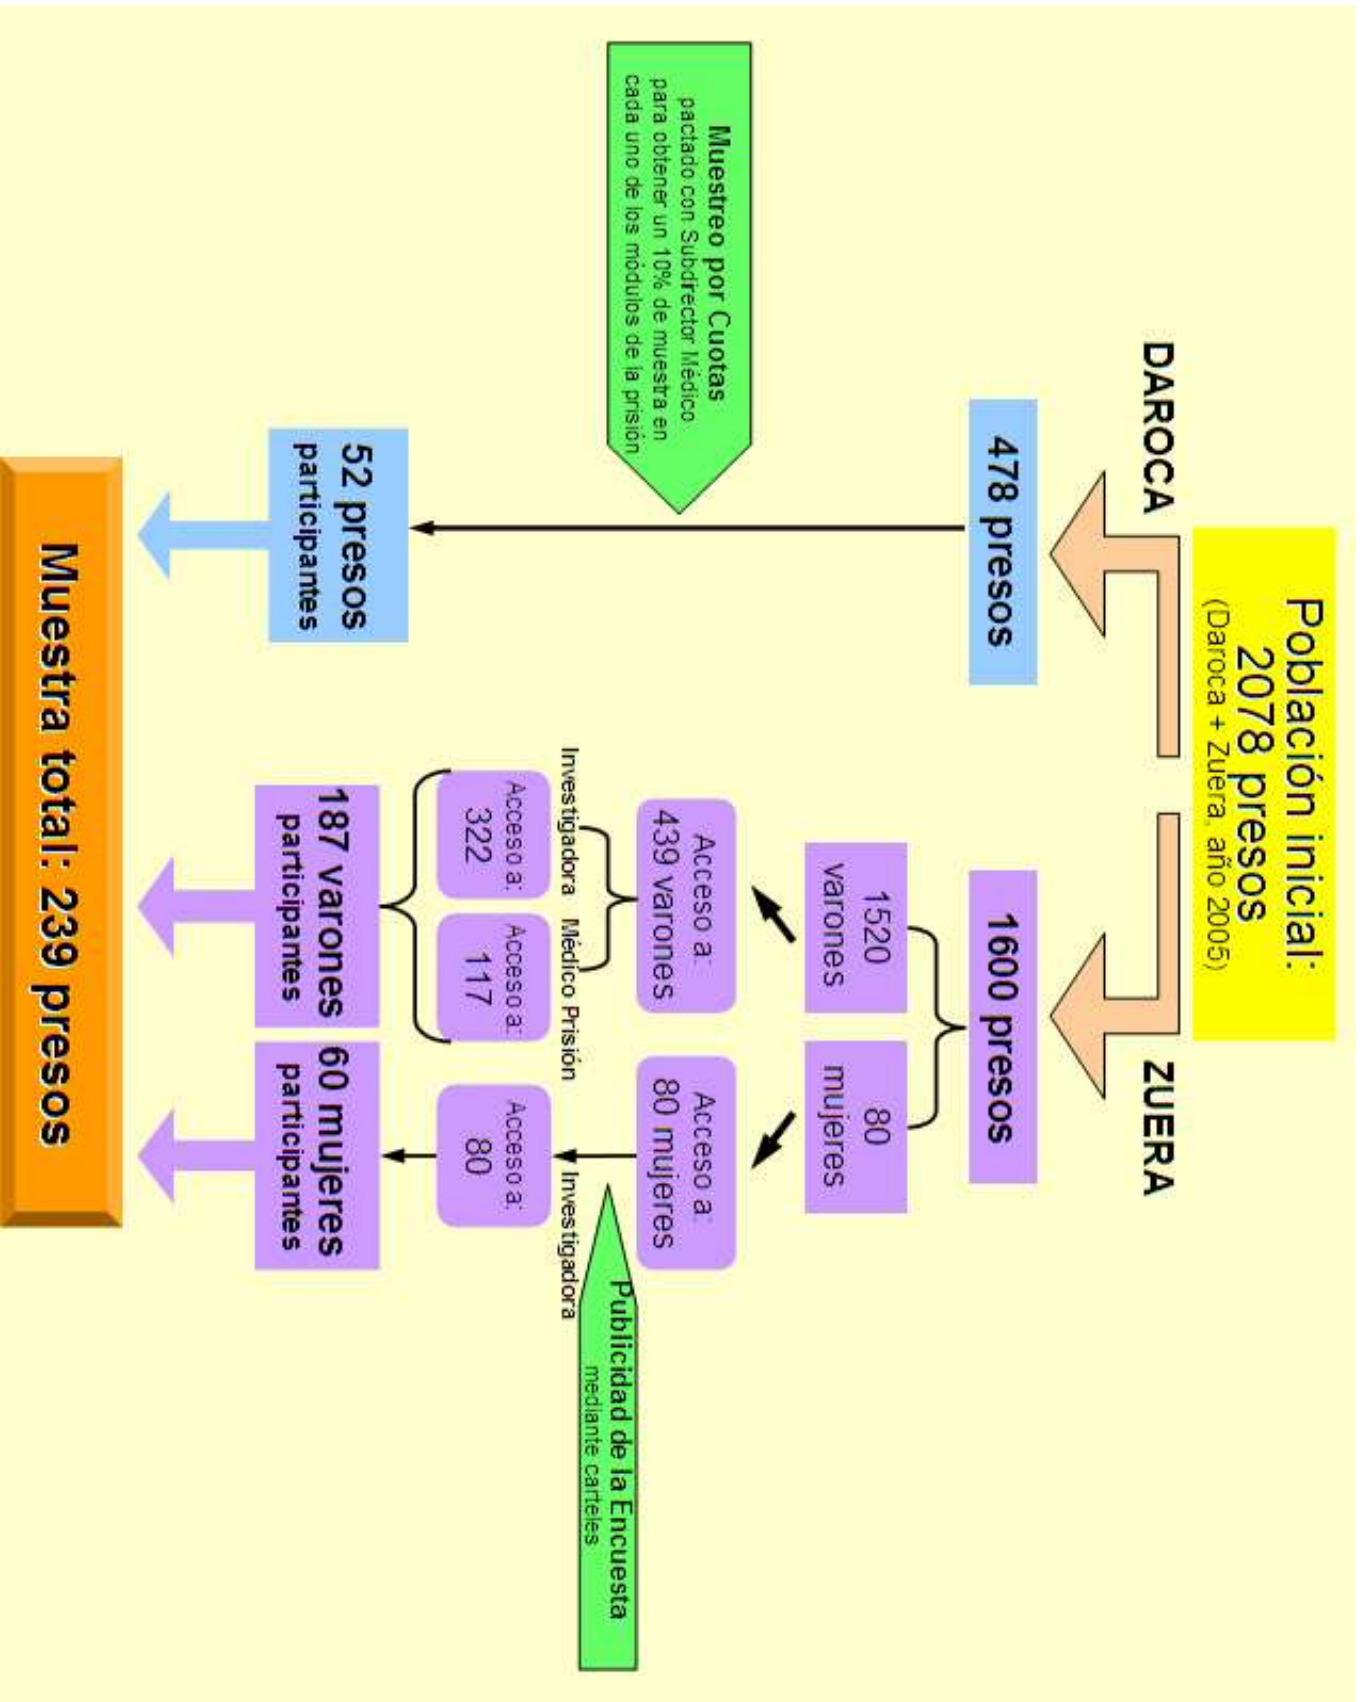 Población inicial:
2078 presos
(Daroca + Zuera, año 2005)
DAROCA
ZUERA
478 presos
1600 presos
1520
varones
80
mujeres
Muestreo por Cuotas
pactado con Subdirector Médico
para obtener un 10% de muestra en
cada uno de los módulos de la prisión
Acceso a:
439 varones
Acceso a:
80 mujeres
Publicidad de la Encuesta
mediante carteles
Investigadora
Médico Prisión
Investigadora
Acceso a:
322
Acceso a:
117
Acceso a:
80
52 presos
participantes
187 varones
participantes
60 mujeres
participantes
Muestra total: 239 presos